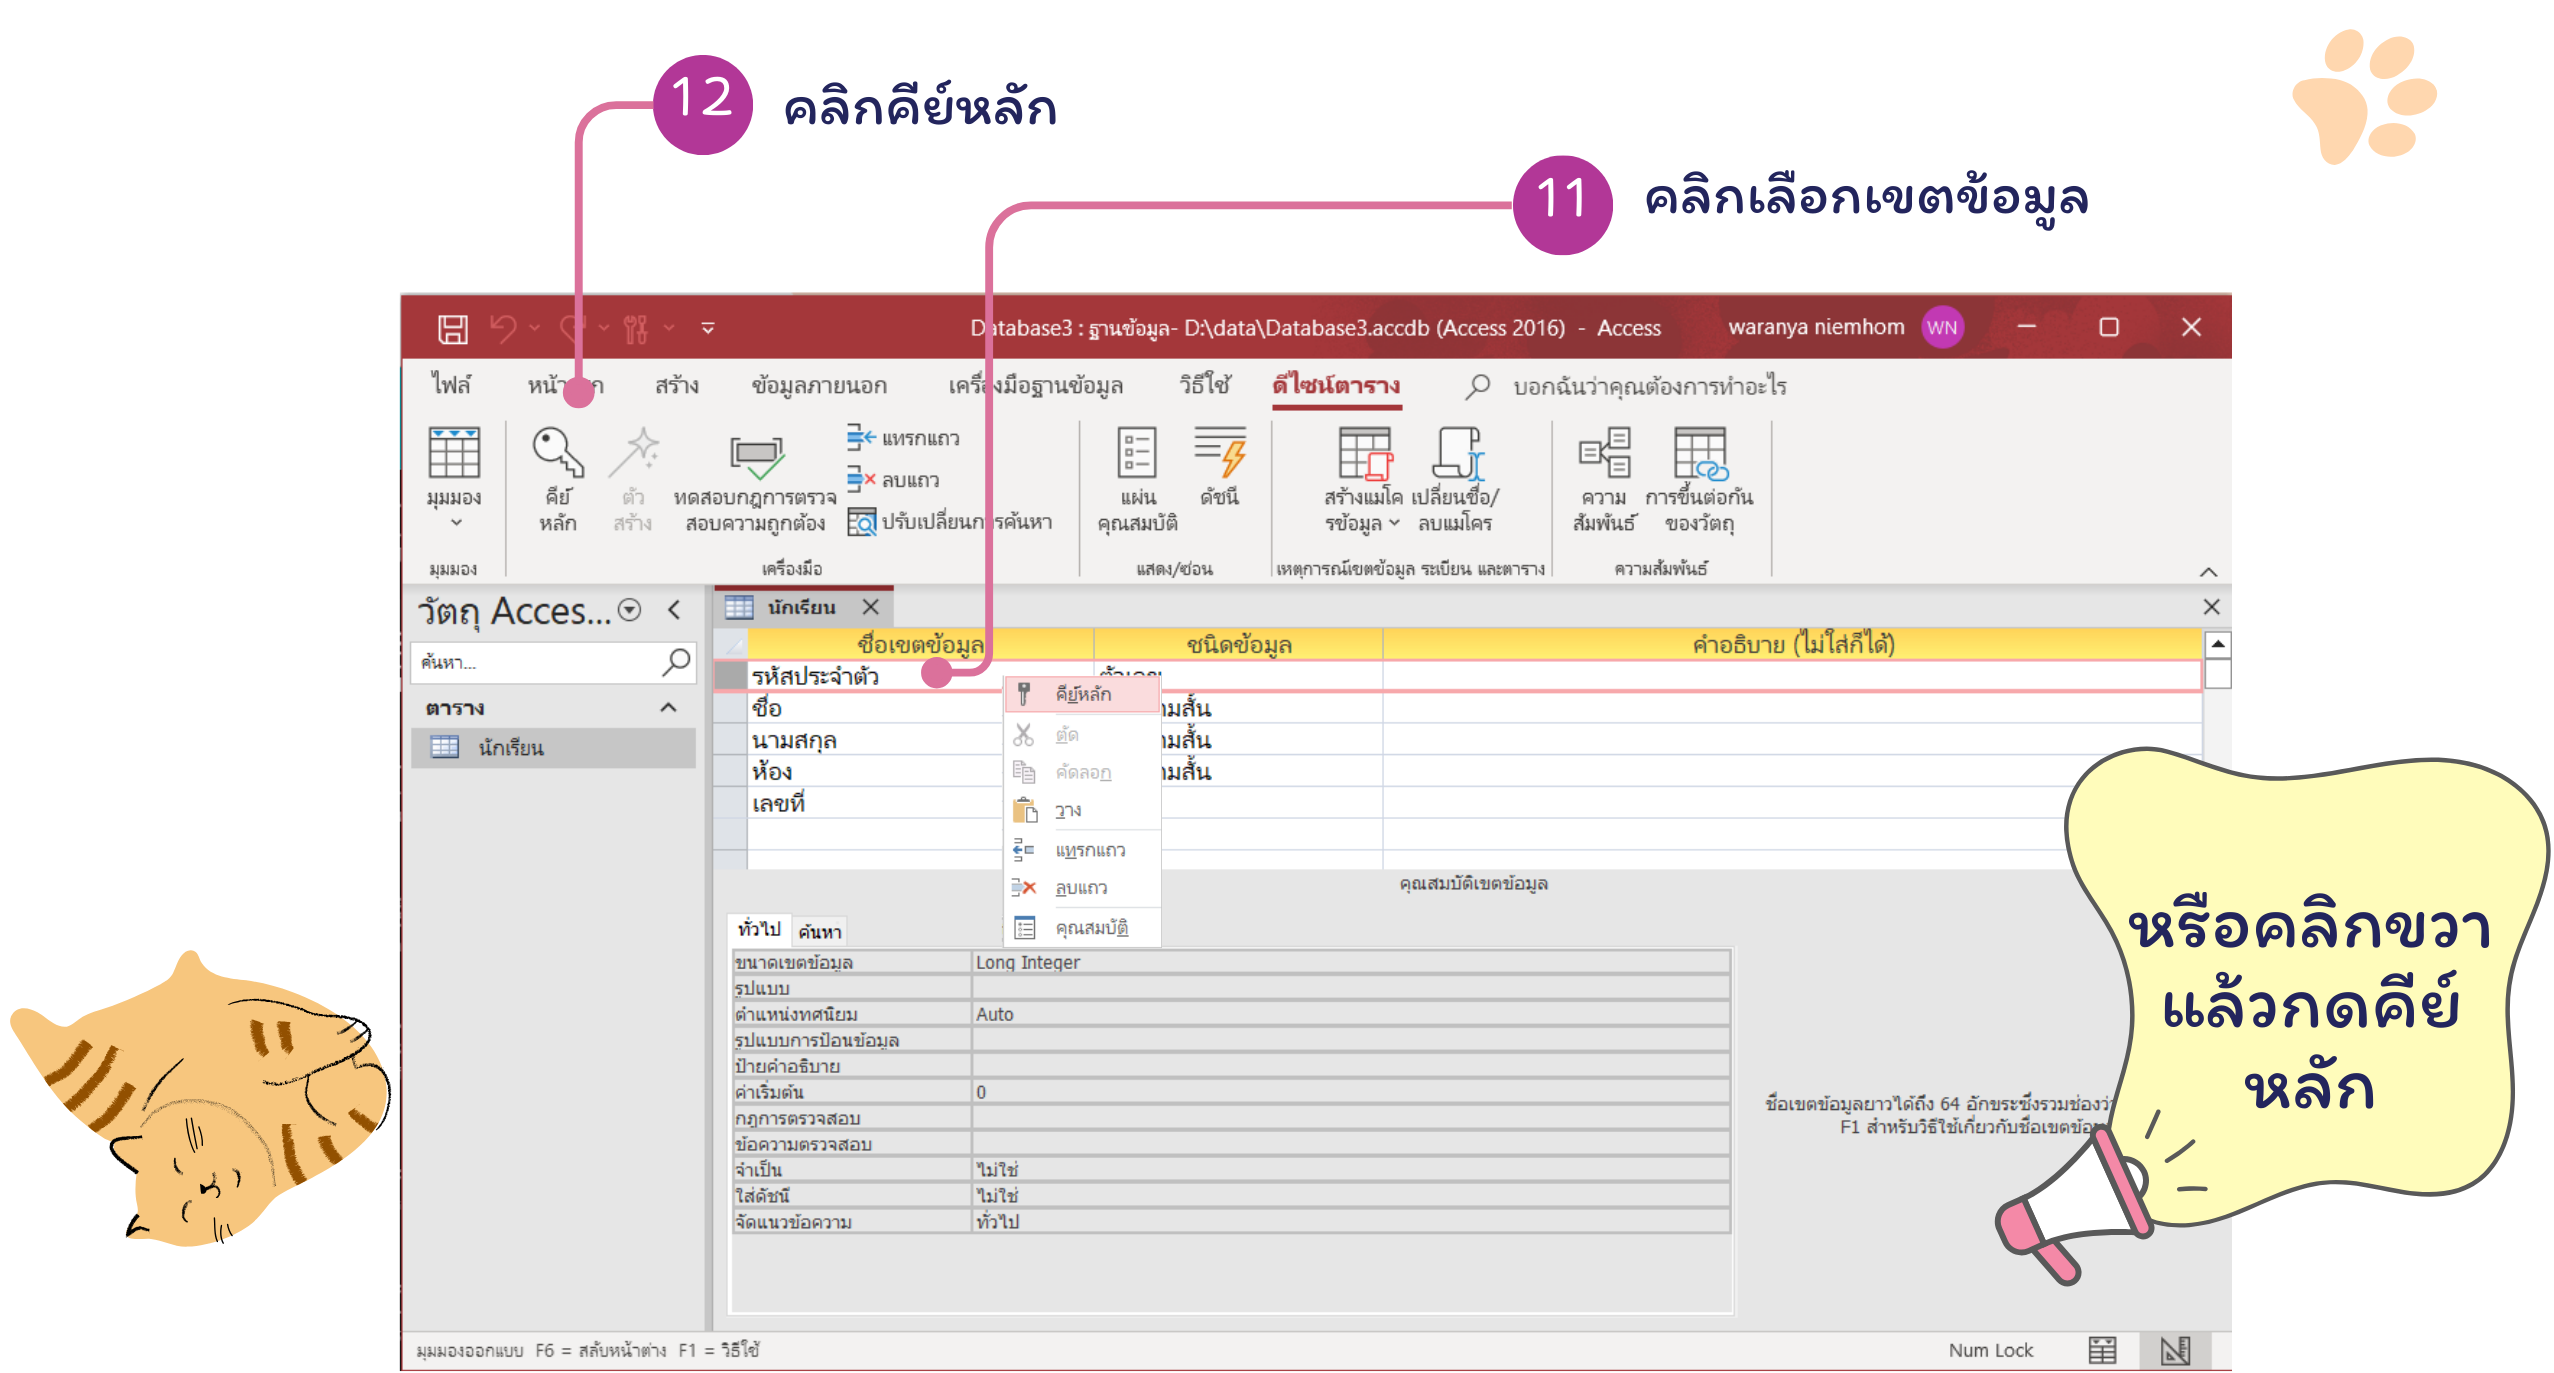 12
คลิกคีย์หลัก
11
คลิกเลือกเขตข้อมูล
Database3 : ฐานข้อมูล- D:\data\Database3.accdb (Access 2016) - Access
waranya niemhom
WN
ไฟล์
สร้าง
ข้อมูลภายนอก
เครื่องมือฐานข้อมูล
วิธีใช้
ดีไซน์ตาราง
บอกฉันว่าคุณต้องการทำอะไร
มุมมอง
คีย์
หลัก
ตัว
สร้าง
ทดสอบกฎการตรวจ
สอบความถูกต้อง
แทรกแถว
ลบแถว
ปรับเปลี่ยนการค้นหา
แผ่น
คุณสมบัติ
ดัชนี
สร้างแมโค
รข้อมูล
เปลี่ยนชื่อ/
ลบแมโคร
ความ
สัมพันธ์
การขึ้นต่อกัน
ของวัตถุ
มุมมอง
เครื่องมือ
แสดง/ซ่อน
เหตุการณ์เขตข้อมูล ระเบียน และตาราง
ความสัมพันธ์
วัตถุ Acces...
ค้นหา...
ตาราง
นักเรียน
นักเรียน
ชื่อเขตข้อมูล
ชนิดข้อมูล
คำอธิบาย (ไม่ใส่ก็ได้)
รหัสประจำตัว
ชื่อ
นามสกุล
ห้อง
เลขที่
คีย์หลัก
ตัด
คัดลอก
วาง
แทรกแถว
ลบแถว
คุณสมบัติ
คุณสมบัติเขตข้อมูล
ทั่วไป
ค้นหา
ขนาดเขตข้อมูล Long Integer
รูปแบบ
ตำแหน่งทศนิยม Auto
รูปแบบการป้อนข้อมูล
ป้ายคำอธิบาย
ค่าเริ่มต้น 0
กฎการตรวจสอบ
ข้อความตรวจสอบ
จำเป็น ไม่ใช่
ใส่ดัชนี ไม่ใช่
จัดแนวข้อความ ทั่วไป
ชื่อเขตข้อมูลยาวได้ถึง 64 อักขระซึ่งรวมช่องว่
F1 สำหรับวิธีใช้เกี่ยวกับชื่อเขตข้อ
หรือคลิกขวา
แล้วกดคีย์
หลัก
มุมมองออกแบบ F6 = สลับหน้าต่าง F1 = วิธีใช้
Num Lock